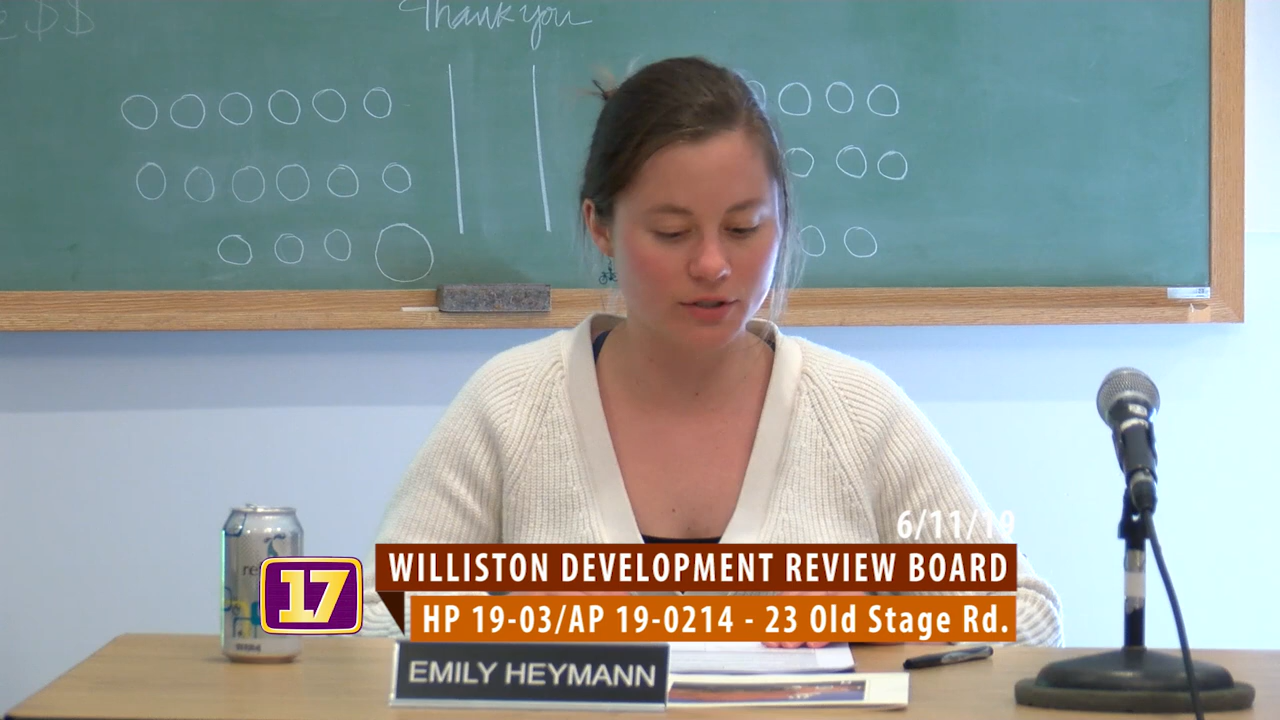 $$
Thank you
6/11/19
WILLISTON DEVELOPMENT REVIEW BOARD
17
HP 19-03/AP 19-0214 - 23 Old Stage Rd.
EMILY HEYMANN